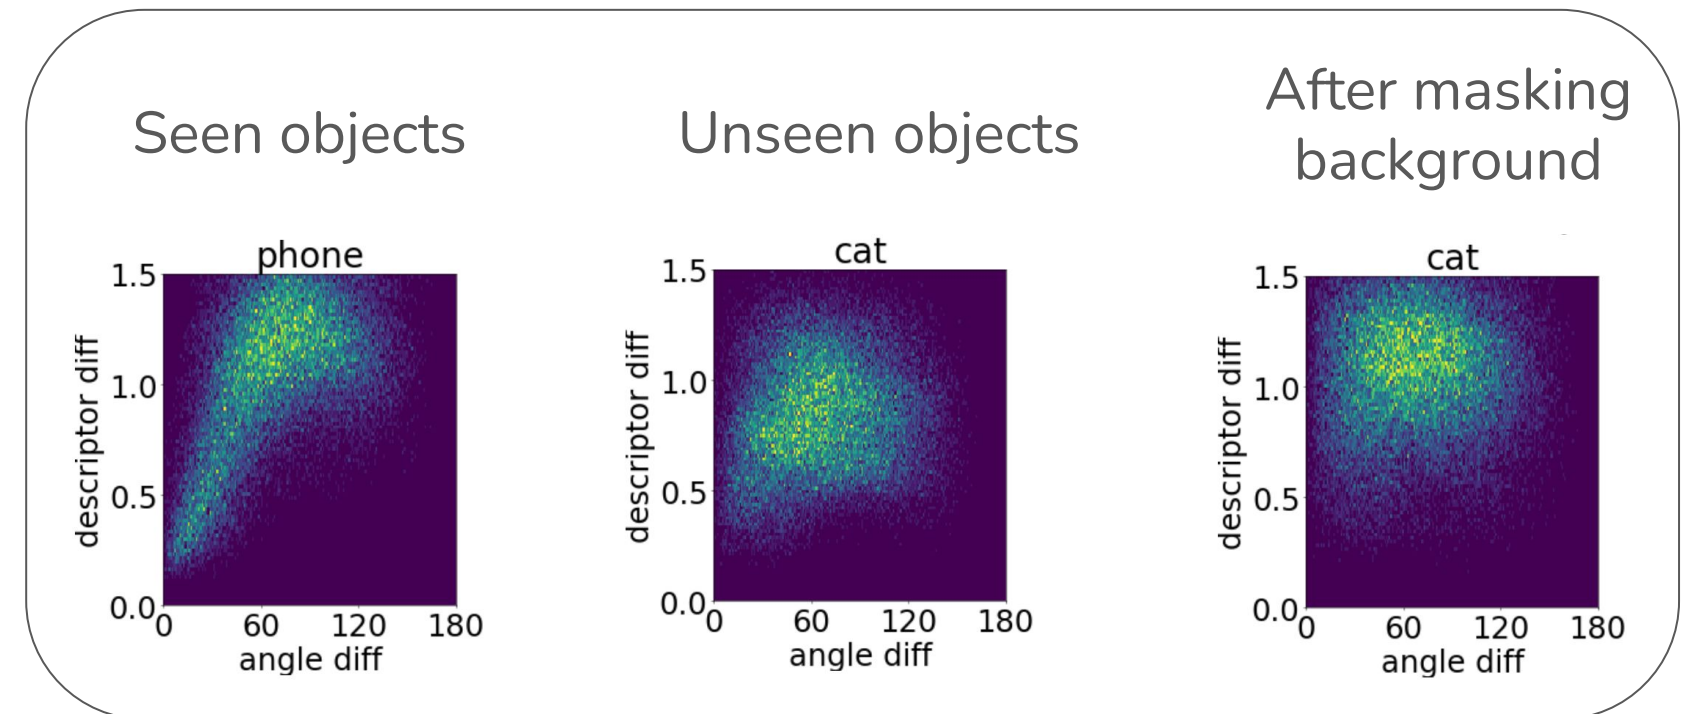 Seen objects
Unseen objects
After masking
background
phone
1.5
1.0
0.5
0.0
descriptor diff
0 60 120 180
angle diff
cat
1.5
1.0
0.5
0.0
descriptor diff
0 60 120 180
angle diff
cat
1.5
1.0
0.5
0.0
descriptor diff
0 60 120 180
angle diff